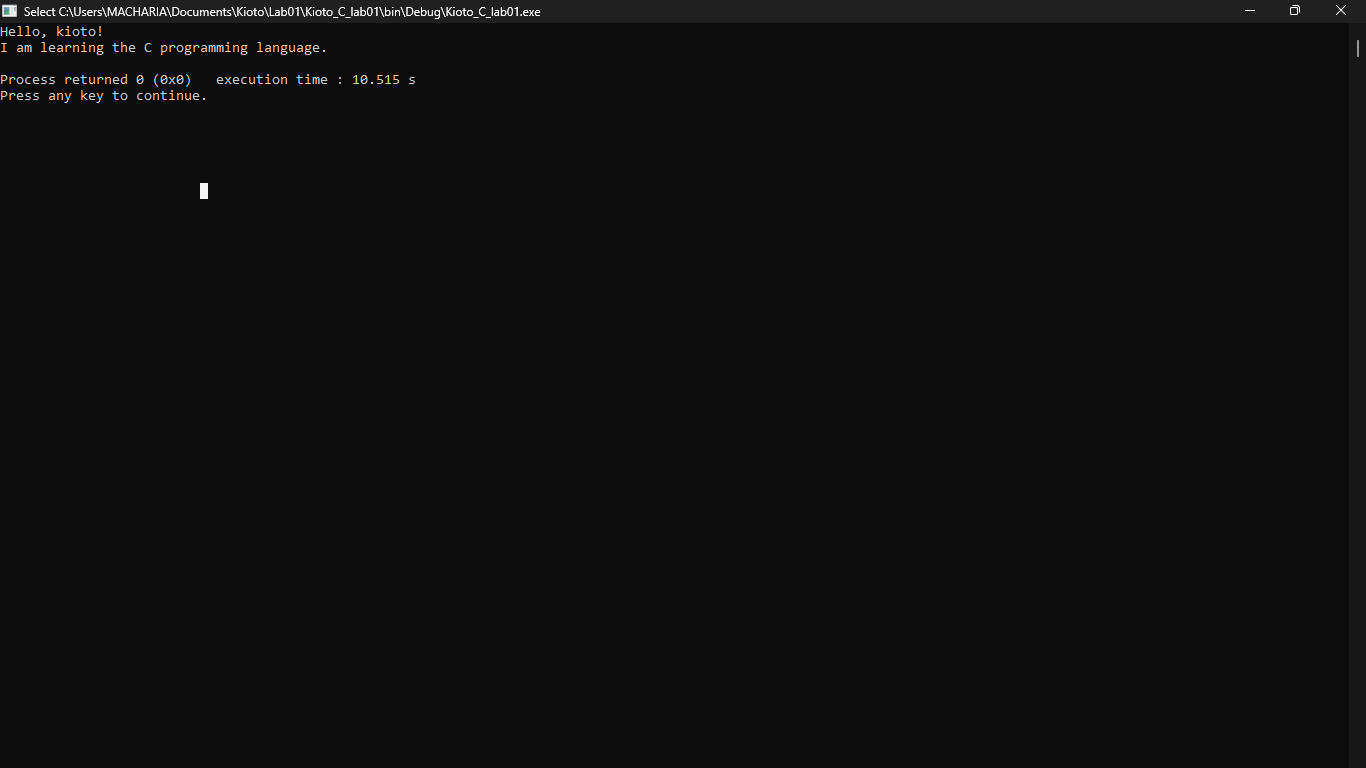 Select C:\Users\MACHARIA\Documents\Kioto\Lab01\Kioto_C_lab01\bin\Debug\Kioto_C_lab01.exe
Hello, kioto!
I am learning the C programming language.
Process returned 0 (0x0)   execution time : 10.515 s
Press any key to continue.